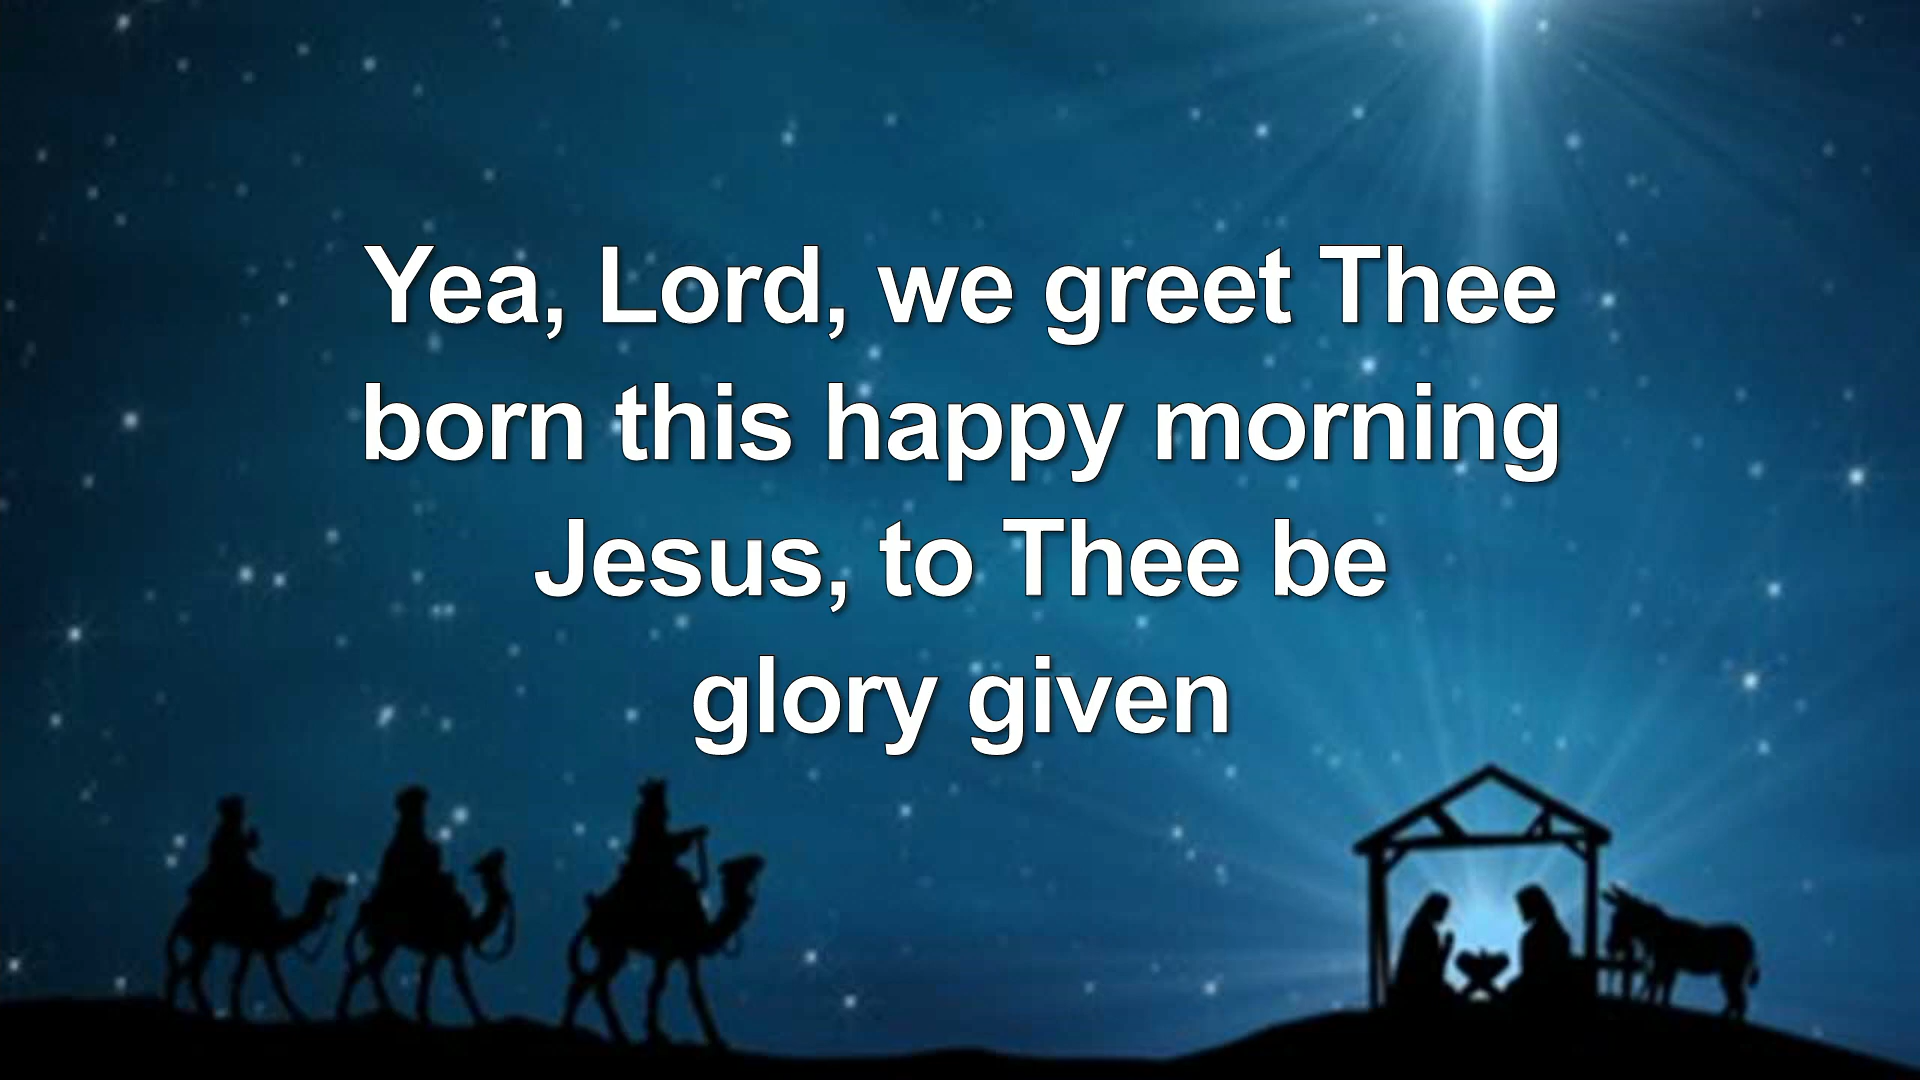 Yea, Lord, we greet Thee
born this happy morning
Jesus, to Thee be
glory given